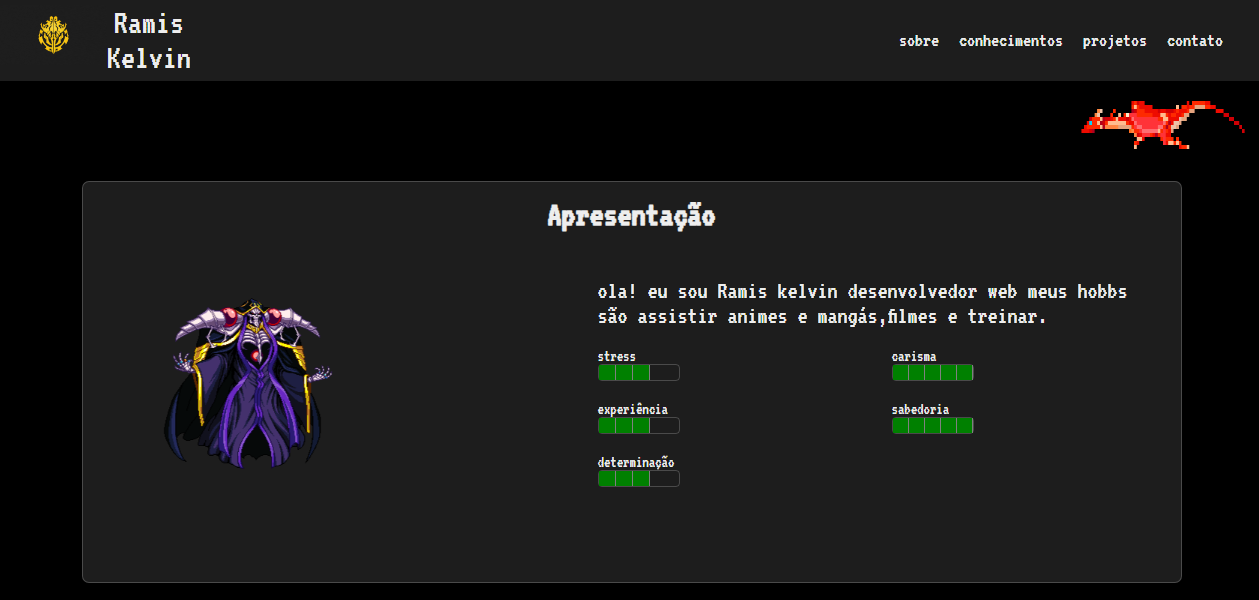 Ramis
Kelvin
sobre conhecimentos projetos contato
Apresentação
ola! eu sou Ramis kelvin desenvolvedor web meus hobbs
são assistir animes e mangás,filmes e treinar.
stress carisma
experiência sabedoria
determinação